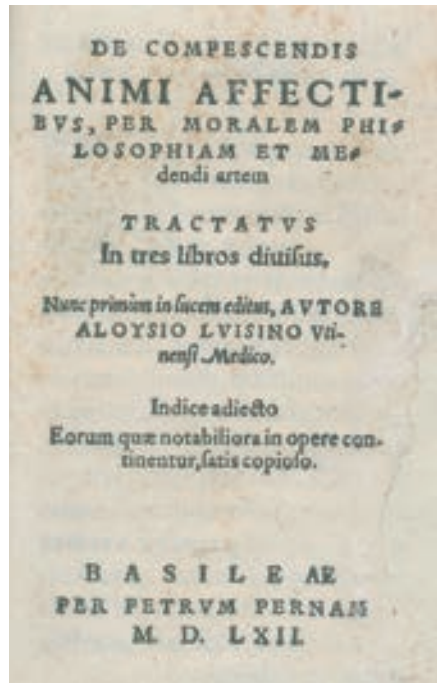 DE COMPESCENDIS
ANIMI AFFECTI-
BVS, PER MORALEM PHI-
LOSOPHIAM ET ME-
dendi artem
TRACTATVS
In tres libros diuiſus,
Nunc primùm in lucem editus, AVTORE
ALOYSIO LVISINO Vti-
nenſi Medico.
Indice adiecto
Eorum quæ notabiliora in opere con-
tinentur, ſatis copioſo.
BASILEAE
PER PETRVM PERNAM
M. D. LXII.